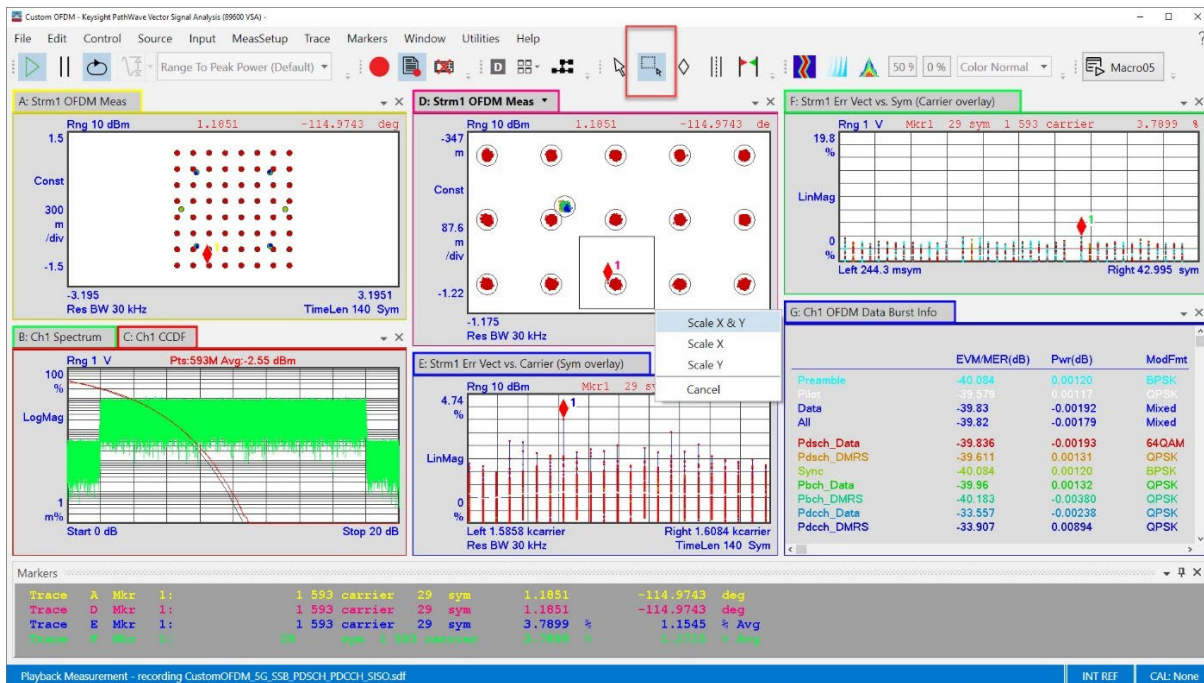 Custom OFDM - Keysight PathWave Vector Signal Analysis (89600 VSA) -
File Edit Control Source Input MeasSetup Trace Markers Window Utilities Help
Range To Peak Power (Default) 50 % 0 % Color Normal Macro05
A: Strm1 OFDM Meas
Rng 10 dBm 1.1851 -114.9743 deg
1.5
Const
300
m
/div
-1.5
-3.195 3.1951
Res BW 30 kHz TimeLen 140 Sym
B: Ch1 Spectrum C: Ch1 CCDF
Rng 1 V Pts:593M Avg:-2.55 dBm
100
%
LogMag
1
m%
Start 0 dB Stop 20 dB
D: Strm1 OFDM Meas
Rng 10 dBm 1.1851 -114.9743 de
-347
m
Const
87.6
m
/div
-1.22
1
-1.175
Res BW 30 kHz
Scale X & Y
Scale X
Scale Y
Cancel
E: Strm1 Err Vect vs. Carrier (Sym overlay)
Rng 10 dBm Mkr1 29
4.74
%
1
LinMag
0
%
Left 1.5858 kcarrier Right 1.6084 kcarrier
Res BW 30 kHz TimeLen 140 Sym
F: Strm1 Err Vect vs. Sym (Carrier overlay)
Rng 1 V Mkr1 29 sym 1 593 carrier 3.7899 %
19.8
%
LinMag
1
0
%
Left 244.3 msym Right 42.995 sym
G: Ch1 OFDM Data Burst Info
EVM/MER(dB) Pwr(dB) ModFmt
Preamble -40.084 0.00120 BPSK
Pilot -39.579 0.00117 QPSK
Data -39.83 -0.00192 Mixed
All -39.82 -0.00179 Mixed
Pdsch_Data -39.836 -0.00193 64QAM
Pdsch_DMRS -39.611 0.00131 QPSK
Sync -40.084 0.00120 BPSK
Pbch_Data -39.96 0.00132 QPSK
Pbch_DMRS -40.183 -0.00380 QPSK
Pdcch_Data -33.557 -0.00238 QPSK
Pdcch_DMRS -33.907 0.00894 QPSK
Markers
Trace A Mkr 1: 1 593 carrier 29 sym 1.1851 -114.9743 deg
Trace D Mkr 1: 1 593 carrier 29 sym 1.1851 -114.9743 deg
Trace E Mkr 1: 1 593 carrier 29 sym 3.7899 % 1.1545 % Avg
Playback Measurement - recording CustomOFDM_5G_SSB_PDSCH_PDCCH_SISO.sdf INT REF CAL: None